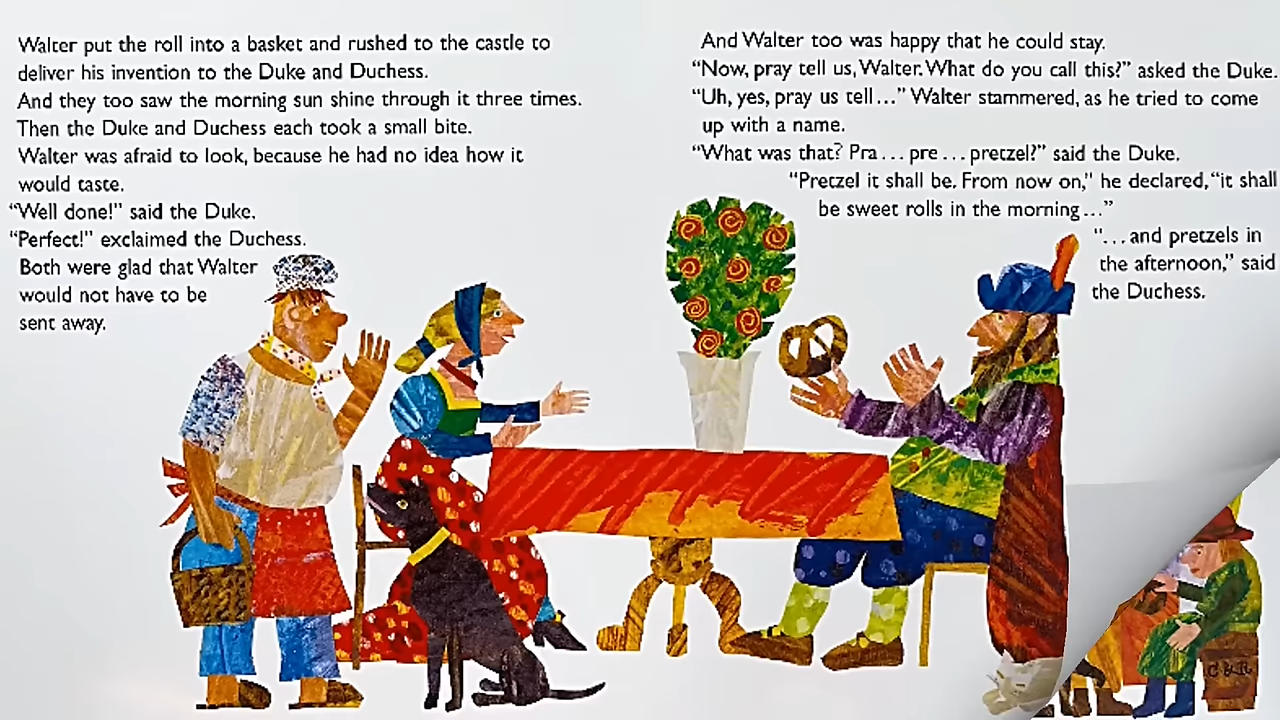 Walter put the roll into a basket and rushed to the castle to
deliver his invention to the Duke and Duchess.
And they too saw the morning sun shine through it three times.
Then the Duke and Duchess each took a small bite.
Walter was afraid to look, because he had no idea how it
would taste.
“Well done!” said the Duke.
“Perfect!” exclaimed the Duchess.
Both were glad that Walter
would not have to be
sent away.
And Walter too was happy that he could stay.
“Now, pray tell us, Walter. What do you call this?” asked the Duke.
“Uh, yes, pray us tell...” Walter stammered, as he tried to come
up with a name.
“What was that? Pra... pre... pretzel?” said the Duke.
“Pretzel it shall be. From now on,” he declared, “it shall
be sweet rolls in the morning...”
“...and pretzels in
the afternoon,” said
the Duchess.